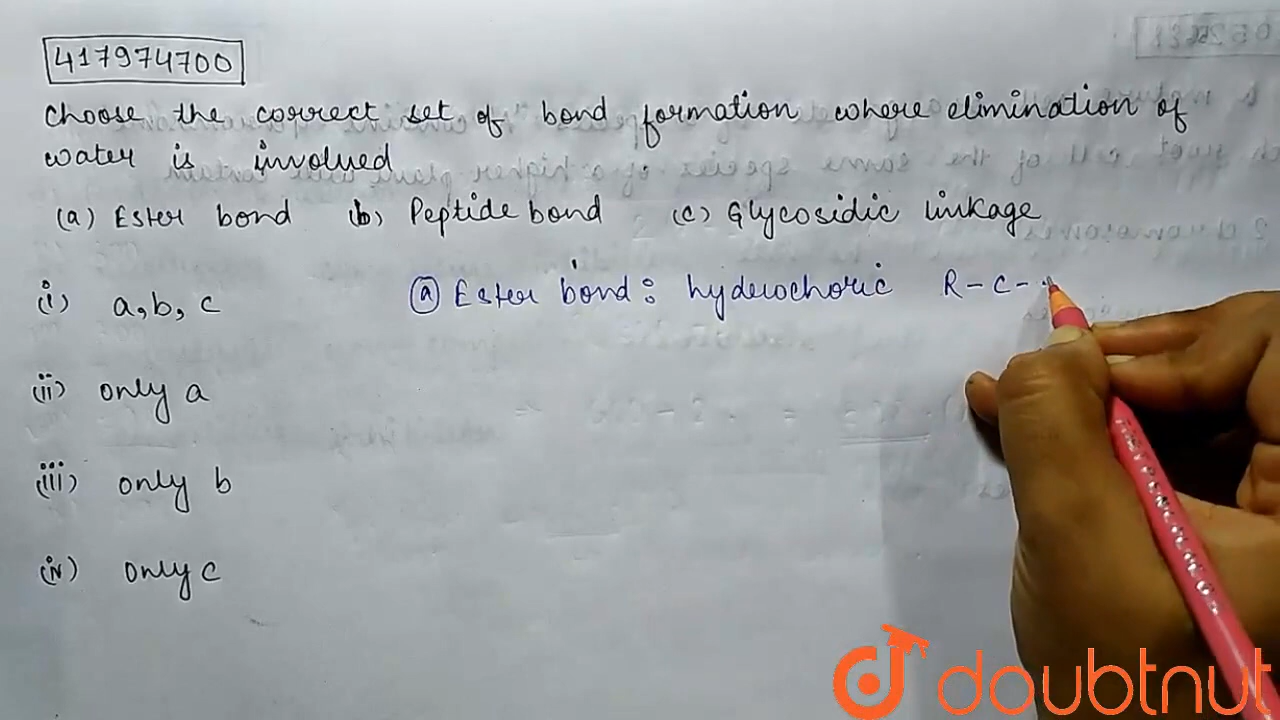 417974700
Choose the correct set of bond formation where elimination of
water is involved
(a) Ester bond (b) Peptide bond (c) Glycosidic linkage
(i) a, b, c
(a) Ester bond: hyderochoric R-C-
(ii) only a
(iii) only b
(iv) only c
doubtnut